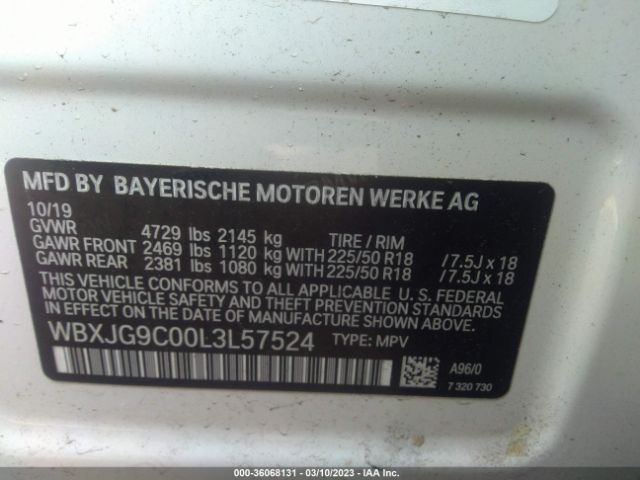 MFD BY BAYERISCHE MOTOREN WERKE AG
10/19
GVWR 4729 lbs 2145 kg TIRE / RIM
GAWR FRONT 2469 lbs 1120 kg WITH 225/50 R18 /7.5J x 18
GAWR REAR 2381 lbs 1080 kg WITH 225/50 R18 /7.5J x 18
THIS VEHICLE CONFORMS TO ALL APPLICABLE U.S. FEDERAL
MOTOR VEHICLE SAFETY AND THEFT PREVENTION STANDARDS
IN EFFECT ON THE DATE OF MANUFACTURE SHOWN ABOVE.
WBXJG9C00L3L57524 TYPE: MPV
A96/0
7 320 730
000-36068131 - 03/10/2023 - IAA Inc.